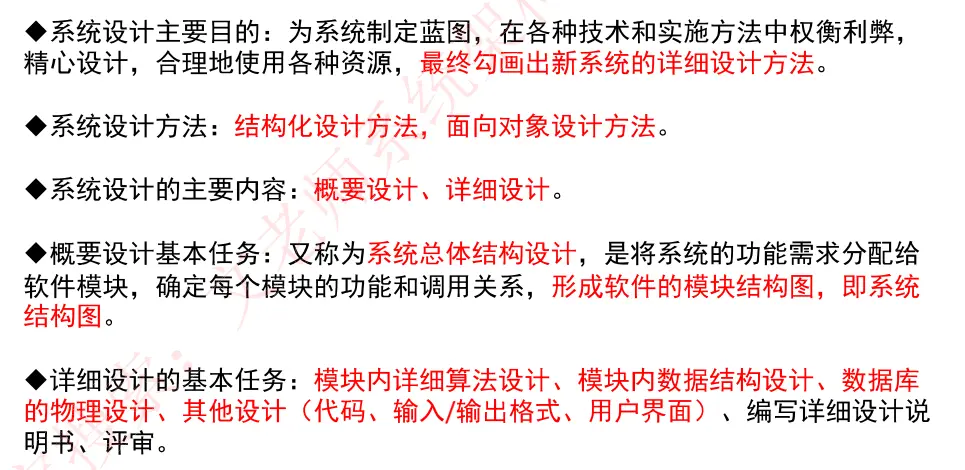 ◆系统设计主要目的：为系统制定蓝图，在各种技术和实施方法中权衡利弊，
精心设计，合理地使用各种资源，最终勾画出新系统的详细设计方法。
◆系统设计方法：结构化设计方法，面向对象设计方法。
◆系统设计的主要内容：概要设计、详细设计。
◆概要设计基本任务：又称为系统总体结构设计，是将系统的功能需求分配给
软件模块，确定每个模块的功能和调用关系，形成软件的模块结构图，即系统
结构图。
◆详细设计的基本任务：模块内详细算法设计、模块内数据结构设计、数据库
的物理设计、其他设计（代码、输入/输出格式、用户界面）、编写详细设计说
明书、评审。